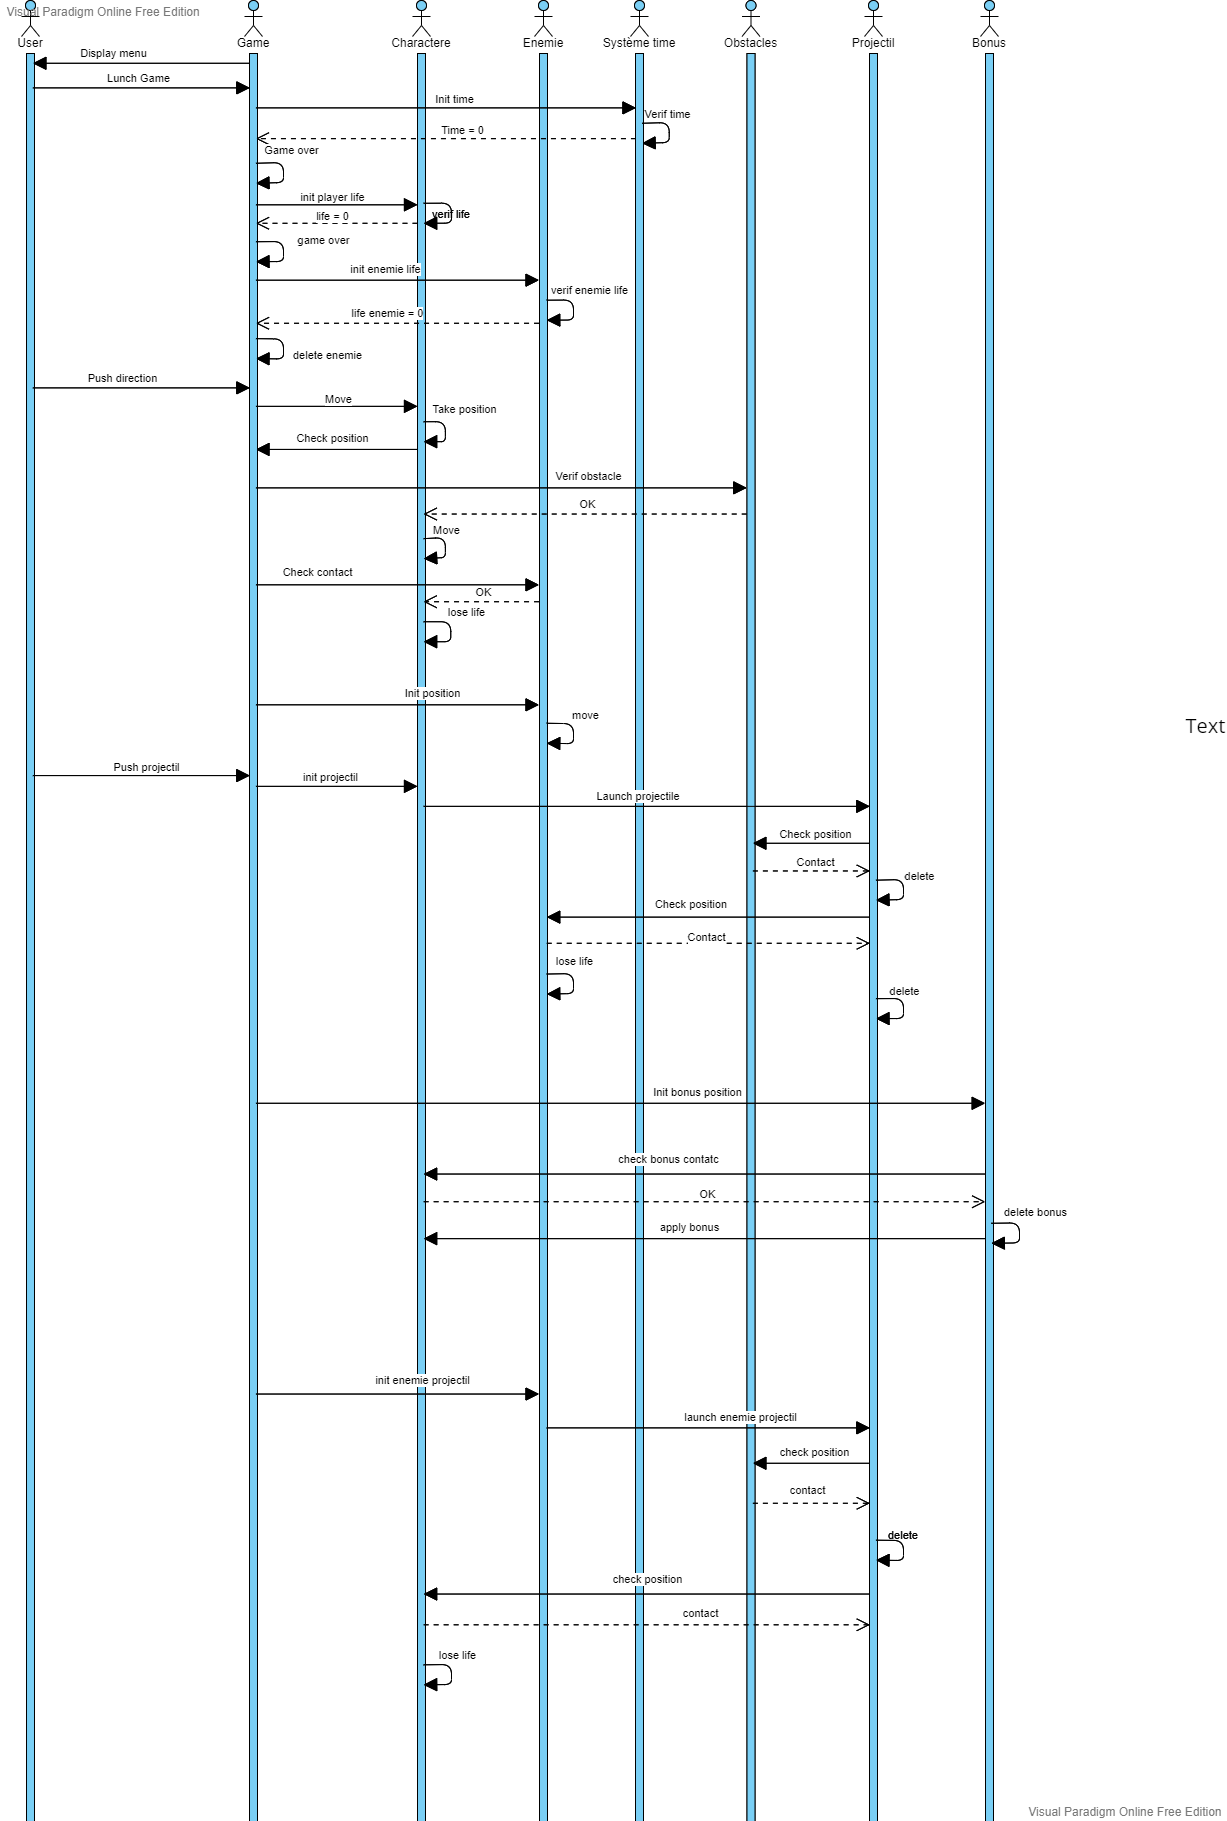 Visual Paradigm Online Free Edition
User
Game
Charactere
Enemie
Système time
Obstacles
Projectil
Bonus
Display menu
Lunch Game
Init time
Verif time
Time = 0
Game over
init player life
verif life
life = 0
game over
init enemie life
verif enemie life
life enemie = 0
delete enemie
Push direction
Move
Take position
Check position
Verif obstacle
OK
Move
Check contact
OK
lose life
Init position
move
Text
Push projectil
init projectil
Launch projectile
Check position
Contact
delete
Check position
Contact
lose life
delete
Init bonus position
check bonus contatc
OK
delete bonus
apply bonus
init enemie projectil
launch enemie projectil
check position
contact
delete
check position
contact
lose life
Visual Paradigm Online Free Edition